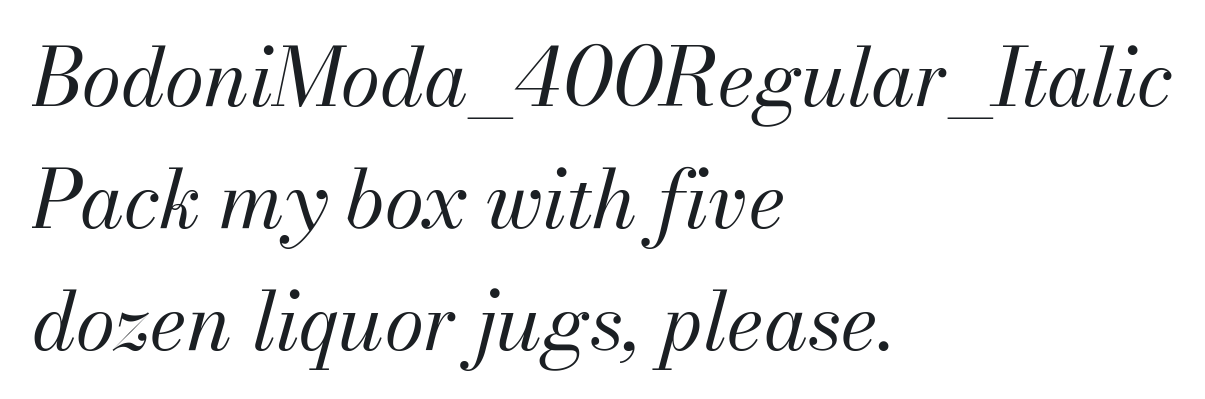 BodoniModa_400Regular_Italic
Pack my box with five
dozen liquor jugs, please.